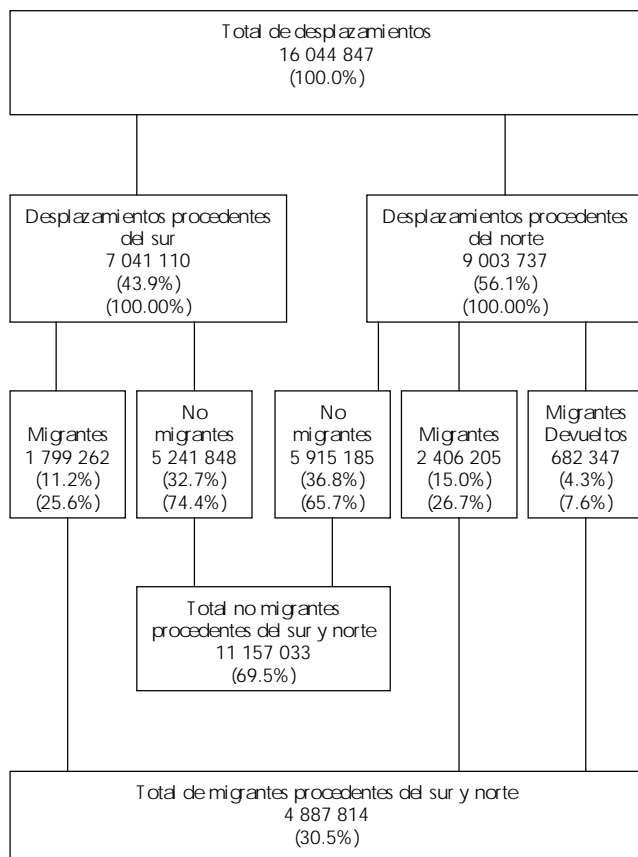 Total de desplazamientos
16 044 847
(100.0%)
Desplazamientos procedentes
del sur
7 041 110
(43.9%)
(100.00%)
Desplazamientos procedentes
del norte
9 003 737
(56.1%)
(100.00%)
Migrantes
1 799 262
(11.2%)
(25.6%)
No
migrantes
5 241 848
(32.7%)
(74.4%)
No
migrantes
5 915 185
(36.8%)
(65.7%)
Migrantes
2 406 205
(15.0%)
(26.7%)
Migrantes
Devueltos
682 347
(4.3%)
(7.6%)
Total no migrantes
procedentes del sur y norte
11 157 033
(69.5%)
Total de migrantes procedentes del sur y norte
4 887 814
(30.5%)